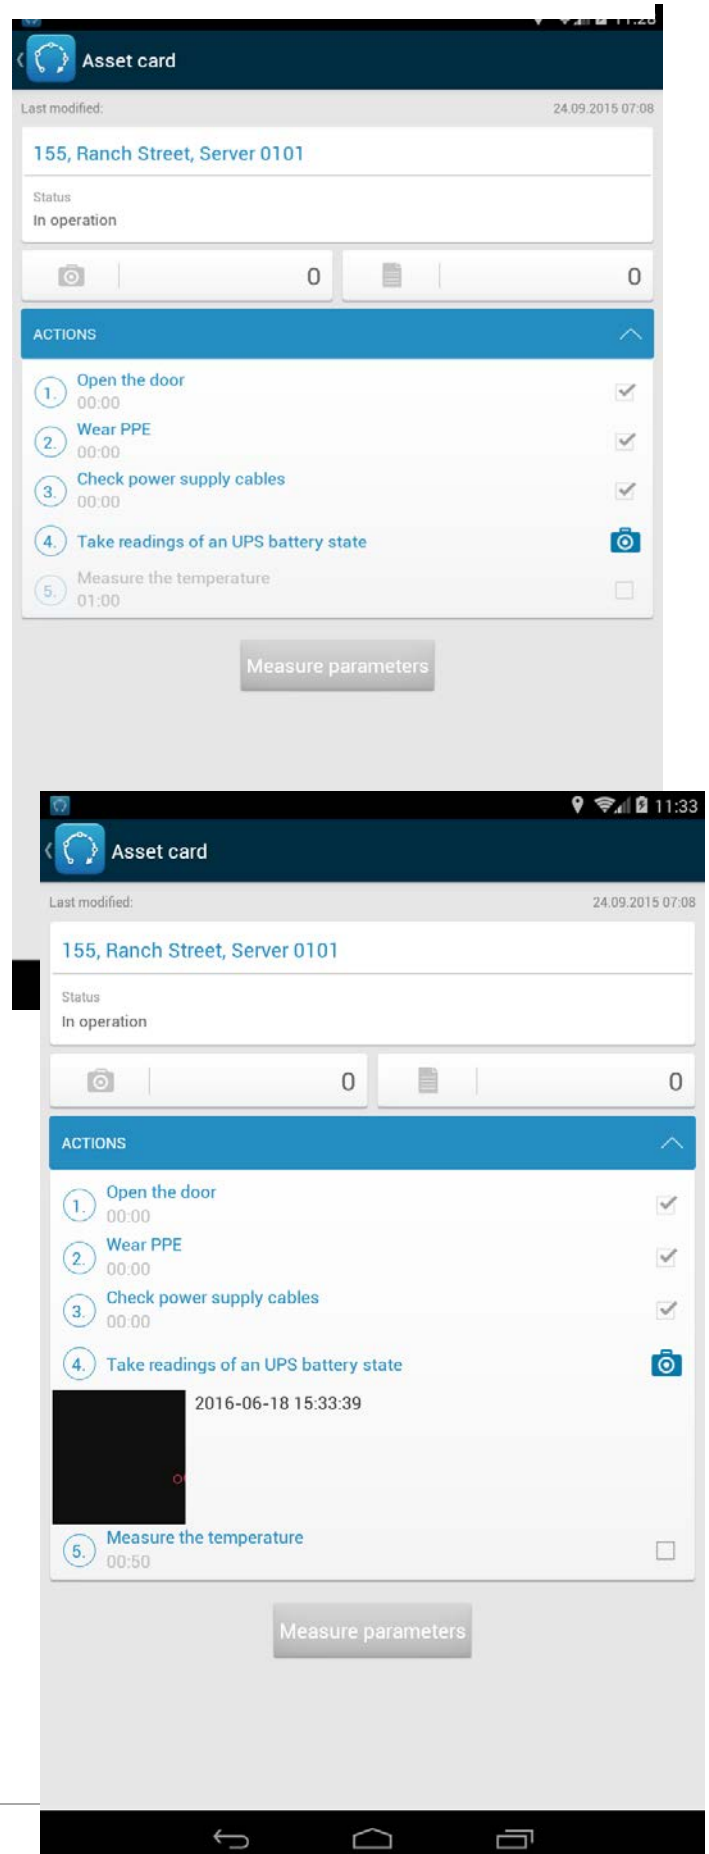 11:28
Asset card
Last modified: 24.09.2015 07:08
155, Ranch Street, Server 0101
Status
In operation
0 0
ACTIONS
1. Open the door
00:00
2. Wear PPE
00:00
3. Check power supply cables
00:00
4. Take readings of an UPS battery state
5. Measure the temperature
01:00
Measure parameters
11:33
Asset card
Last modified: 24.09.2015 07:08
155, Ranch Street, Server 0101
Status
In operation
0 0
ACTIONS
1. Open the door
00:00
2. Wear PPE
00:00
3. Check power supply cables
00:00
4. Take readings of an UPS battery state
2016-06-18 15:33:39
5. Measure the temperature
00:50
Measure parameters